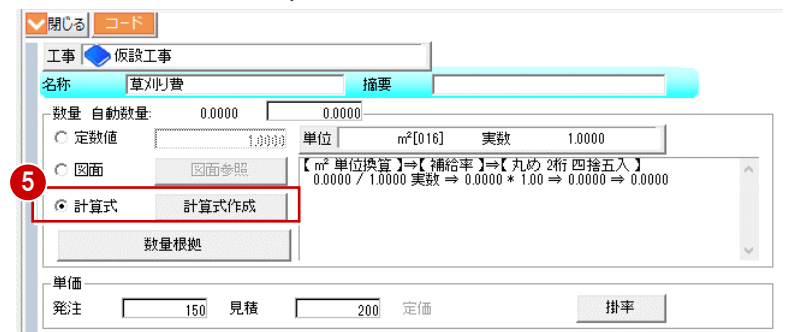 閉じる コード
工事 仮設工事
名称 草刈り費 摘要
数量 自動数量: 0.0000 0.0000
定数値 1.0000 単位 m²[016] 実数 1.0000
図面 図面参照 【 m² 単位換算 】⇒【 補給率 】⇒【 丸め 2桁 四捨五入 】
0.0000 / 1.0000 実数 ⇒ 0.0000 * 1.00 ⇒ 0.0000 ⇒ 0.0000
5
計算式 計算式作成
数量根拠
単価
発注 150 見積 200 定価 掛率